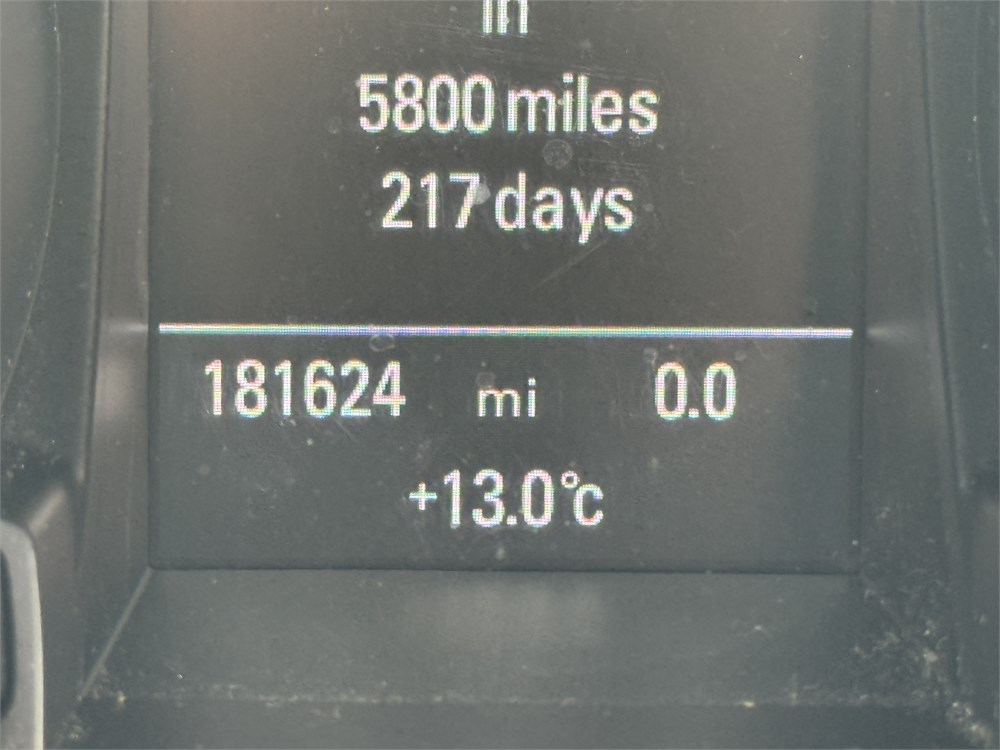 in
5800 miles
217 days
181624 mi 0.0
+13.0°c